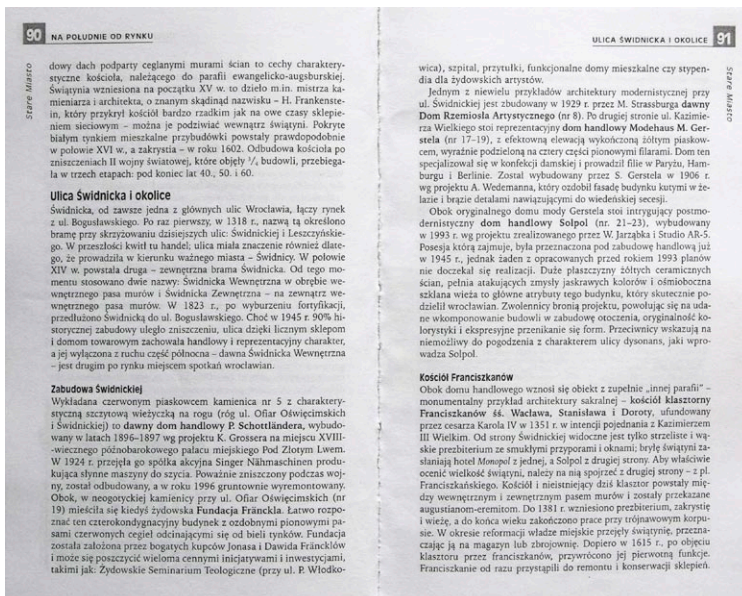 90 NA POŁUDNIE OD RYNKU
Stare Miasto
dowy dach podparty ceglanymi murami ścian to cechy charaktery-
styczne kościoła, należącego do parafii ewangelicko-augsburskiej.
Świątynia wzniesiona na początku XV w. to dzieło m.in. mistrza ka-
mieniarza i architekta, o znanym skądinąd nazwisku – H. Frankenste-
in, który przykrył kościół bardzo rzadkim jak na owe czasy sklepie-
niem sieciowym – można je podziwiać wewnątrz świątyni. Pokryte
białym tynkiem mieszkalne przybudówki powstały prawdopodobnie
w połowie XVI w., a zakrystia – w roku 1602. Odbudowa kościoła po
zniszczeniach II wojny światowej, które objęły ³/₄ budowli, przebiega-
ła w trzech etapach: pod koniec lat 40., 50. i 60.
Ulica Świdnicka i okolice
Świdnicka, od zawsze jedna z głównych ulic Wrocławia, łączy rynek
z ul. Bogusławskiego. Po raz pierwszy, w 1318 r., nazwą tą określono
bramę przy skrzyżowaniu dzisiejszych ulic: Świdnickiej i Leszczyńskie-
go. W przeszłości kwitł tu handel; ulica miała znaczenie również dlate-
go, że prowadziła w kierunku ważnego miasta – Świdnicy. W połowie
XIV w. powstała druga – zewnętrzna brama Świdnicka. Od tego mo-
mentu stosowano dwie nazwy: Świdnicka Wewnętrzna w obrębie we-
wnętrznego pasa murów i Świdnicka Zewnętrzna – na zewnątrz we-
wnętrznego pasa murów. W 1823 r., po wyburzeniu fortyfikacji,
przedłużono Świdnicką do ul. Bogusławskiego. Choć w 1945 r. 90% hi-
storycznej zabudowy uległo zniszczeniu, ulica dzięki licznym sklepom
i domom towarowym zachowała handlowy i reprezentacyjny charakter,
a jej wyłączona z ruchu część północna – dawna Świdnicka Wewnętrzna
– jest drugim po rynku miejscem spotkań wrocławian.
Zabudowa Świdnickiej
Wykładana czerwonym piaskowcem kamienica nr 5 z charaktery-
styczną szczytową wieżyczką na rogu (róg ul. Ofiar Oświęcimskich
i Świdnickiej) to dawny dom handlowy P. Schottländera, wybudo-
wany w latach 1896–1897 wg projektu K. Grossera na miejscu XVIII-
-wiecznego późnobarokowego pałacu miejskiego Pod Złotym Lwem.
W 1924 r. przejęła go spółka akcyjna Singer Nähmaschinen produ-
kująca słynne maszyny do szycia. Poważnie zniszczony podczas woj-
ny, został odbudowany, a w roku 1996 gruntownie wyremontowany.
Obok, w neogotyckiej kamienicy przy ul. Ofiar Oświęcimskich (nr
19) mieściła się kiedyś żydowska Fundacja Fränckla. Łatwo rozpo-
znać ten czterokondygnacyjny budynek z ozdobnymi pionowymi pa-
sami czerwonych cegieł odcinającymi się od bieli tynków. Fundacja
została założona przez bogatych kupców Jonasa i Dawida Francklów
i może się poszczycić wieloma cennymi inicjatywami i inwestycjami,
takimi jak: Żydowskie Seminarium Teologiczne (przy ul. P. Włodko-
ULICA ŚWIDNICKA I OKOLICE 91
Stare Miasto
wica), szpital, przytułki, funkcjonalne domy mieszkalne czy stypen-
dia dla żydowskich artystów.
Jednym z niewielu przykładów architektury modernistycznej przy
ul. Świdnickiej jest zbudowany w 1929 r. przez M. Strassburga dawny
Dom Rzemiosła Artystycznego (nr 8). Po drugiej stronie ul. Kazimie-
rza Wielkiego stoi reprezentacyjny dom handlowy Modehaus M. Ger-
stela (nr 17–19), z efektowną elewacją wykończoną żółtym piaskow-
cem, wyraźnie podzieloną na cztery części pionowymi filarami. Dom ten
specjalizował się w konfekcji damskiej i prowadził filie w Paryżu, Ham-
burgu i Berlinie. Został wybudowany przez S. Gerstela w 1906 r.
wg projektu A. Wedemanna, który ozdobił fasadę budynku kutymi w że-
lazie i brązie detalami nawiązującymi do wiedeńskiej secesji.
Obok oryginalnego domu mody Gerstela stoi intrygujący postmo-
dernistyczny dom handlowy Solpol (nr. 21–23), wybudowany
w 1993 r. wg projektu zrealizowanego przez W. Jarząbka i Studio AR-5.
Posesja którą zajmuje, była przeznaczona pod zabudowę handlową już
w 1945 r., jednak żaden z opracowanych przed rokiem 1993 planów
nie doczekał się realizacji. Duże płaszczyzny żółtych ceramicznych
ścian, pełnia atakujących zmysły jaskrawych kolorów i ośmioboczna
szklana wieża to główne atrybuty tego budynku, który skutecznie po-
dzielił wrocławian. Zwolennicy bronią projektu, powołując się na uda-
ne wkomponowanie budowli w zabudowę otoczenia, oryginalność ko-
lorystyki i ekspresyjne przenikanie się form. Przeciwnicy wskazują na
niemożliwy do pogodzenia z charakterem ulicy dysonans, jaki wpro-
wadza Solpol.
Kościół Franciszkanów
Obok domu handlowego wznosi się obiekt z zupełnie „innej parafii” –
monumentalny przykład architektury sakralnej – kościół klasztorny
Franciszkanów śś. Wacława, Stanisława i Doroty, ufundowany
przez cesarza Karola IV w 1351 r. w intencji pojednania z Kazimierzem
III Wielkim. Od strony Świdnickiej widoczne jest tylko strzeliste i wą-
skie prezbiterium ze smukłymi przyporami i oknami; bryłę świątyni za-
słaniają hotel Monopol z jednej, a Solpol z drugiej strony. Aby właściwie
ocenić wielkość świątyni, należy na nią spojrzeć z drugiej strony – z pl.
Franciszkańskiego. Kościół i nieistniejący dziś klasztor powstały mię-
dzy wewnętrznym i zewnętrznym pasem murów i zostały przekazane
augustianom-eremitom. Do 1381 r. wzniesiono prezbiterium, zakrystię
i wieżę, a do końca wieku zakończono prace przy trójnawowym korpu-
sie. W okresie reformacji władze miejskie przejęły świątynię, przezna-
czając ją na magazyn lub zbrojownię. Dopiero w 1615 r., po objęciu
klasztoru przez franciszkanów, przywrócono jej pierwotną funkcję.
Franciszkanie od razu przystąpili do remontu i konserwacji sklepień.